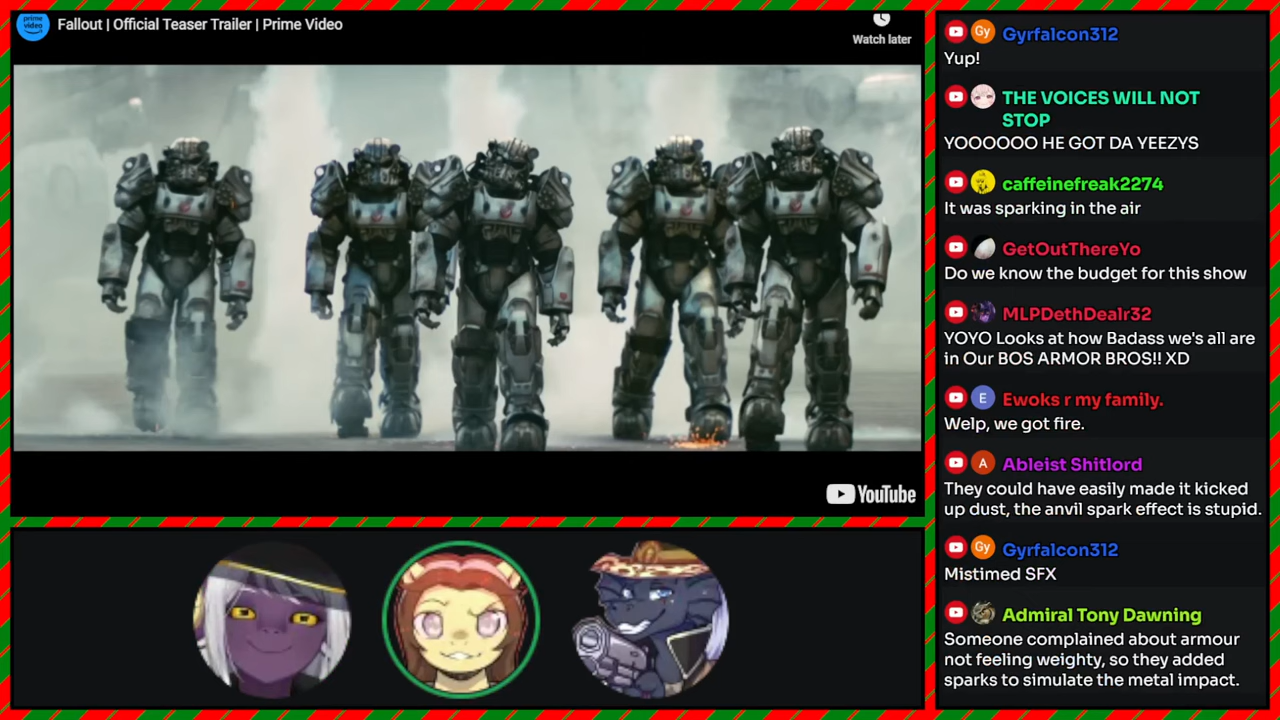 prime
video
Fallout | Official Teaser Trailer | Prime Video
Watch later
YouTube
Gy Gyrfalcon312
Yup!
THE VOICES WILL NOT
STOP
YOOOOOO HE GOT DA YEEZYS
caffeinefreak2274
It was sparking in the air
GetOutThereYo
Do we know the budget for this show
MLPDethDealr32
YOYO Looks at how Badass we's all are
in Our BOS ARMOR BROS!! XD
E Ewoks r my family.
Welp, we got fire.
A Ableist Shitlord
They could have easily made it kicked
up dust, the anvil spark effect is stupid.
Gy Gyrfalcon312
Mistimed SFX
Admiral Tony Dawning
Someone complained about armour
not feeling weighty, so they added
sparks to simulate the metal impact.